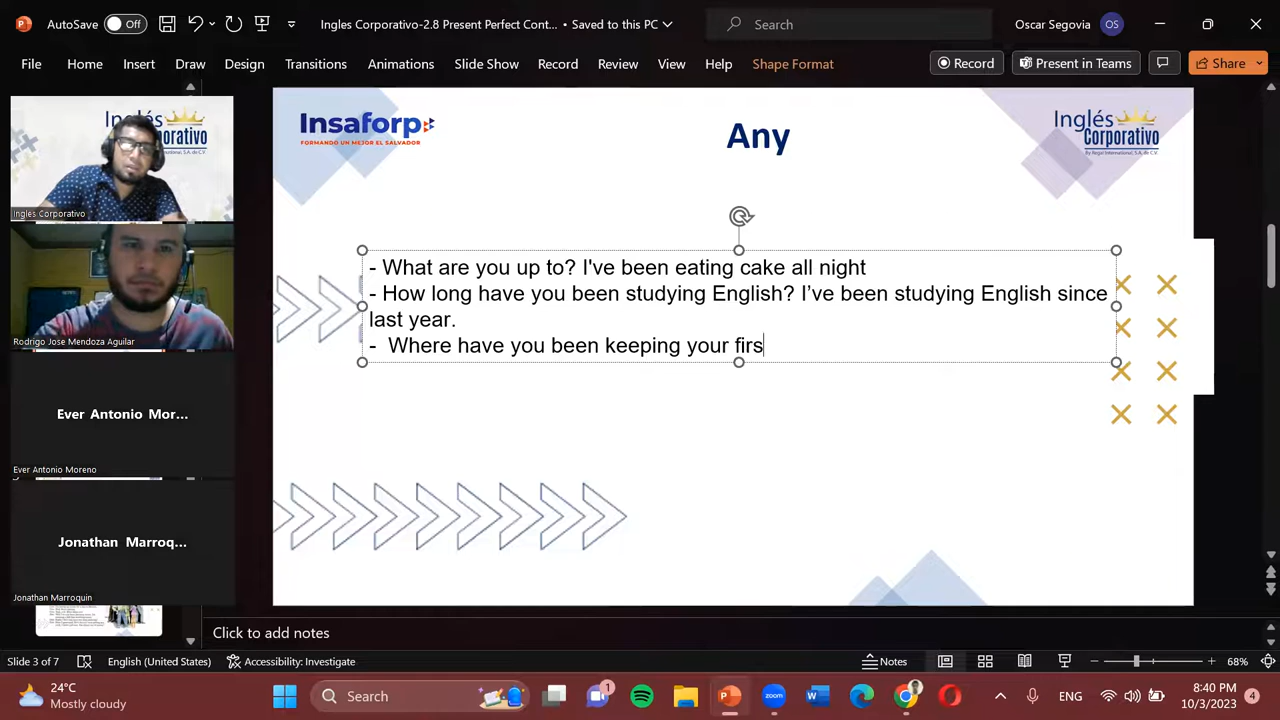 AutoSave Off
Ingles Corporativo-2.8 Present Perfect Cont... • Saved to this PC
Search
Oscar Segovia OS
File Home Insert Draw Design Transitions Animations Slide Show Record Review View Help Shape Format
Record
Present in Teams
Share
Inglés
Corporativo
Ingles Corporativo
Rodrigo Jose Mendoza Aguilar
Ever Antonio Mor...
Ever Antonio Moreno
Jonathan Marroq...
Jonathan Marroquin
Insaforp
FORMANDO UN MEJOR EL SALVADOR
Any
Inglés
Corporativo
By Regal International, S.A. de C.V.
- What are you up to? I've been eating cake all night
- How long have you been studying English? I’ve been studying English since
last year.
- Where have you been keeping your firs
Click to add notes
Slide 3 of 7 English (United States) Accessibility: Investigate Notes 68%
24°C
Mostly cloudy
Search
1
ENG
8:40 PM
10/3/2023
4